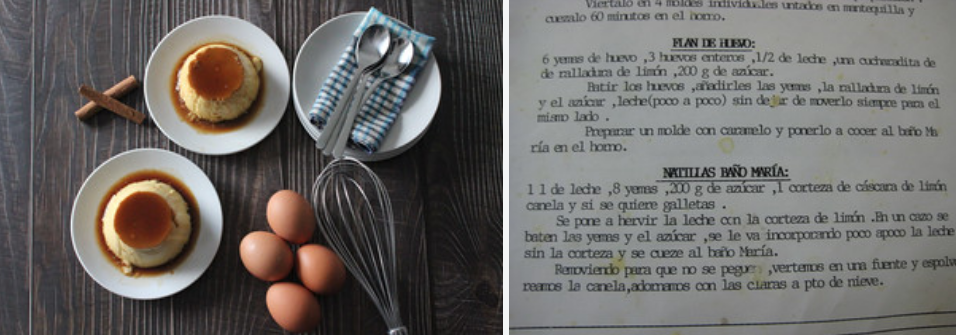 Viértalo en 4 moldes individuales untados en mantequilla y
cuezalo 60 minutos en el horno.
FLAN DE HUEVO:
6 yemas de huevo ,3 huevos enteros ,1/2 de leche ,una cucharadita de
de ralladura de limón ,200 g de azúcar.
Batir los huevos ,añadirles las yemas ,la ralladura de limón
y el azúcar ,leche(poco a poco) sin dejar de moverlo siempre para el
mismo lado .
Preparar un molde con caramelo y ponerlo a cocer al baño Ma
ría en el horno.
NATILLAS BAÑO MARÍA:
1 l de leche ,8 yemas ,200 g de azúcar ,1 corteza de cáscara de limón
canela y si se quiere galletas .
Se pone a hervir la leche con la corteza de limón .En un cazo se
baten las yemas y el azúcar ,se le va incorporando poco apoco la leche
sin la corteza y se cueze al baño María.
Removiendo para que no se pegue ,vertemos en una fuente y espolv
reamos la canela,adornamos con las claras a pto de nieve.